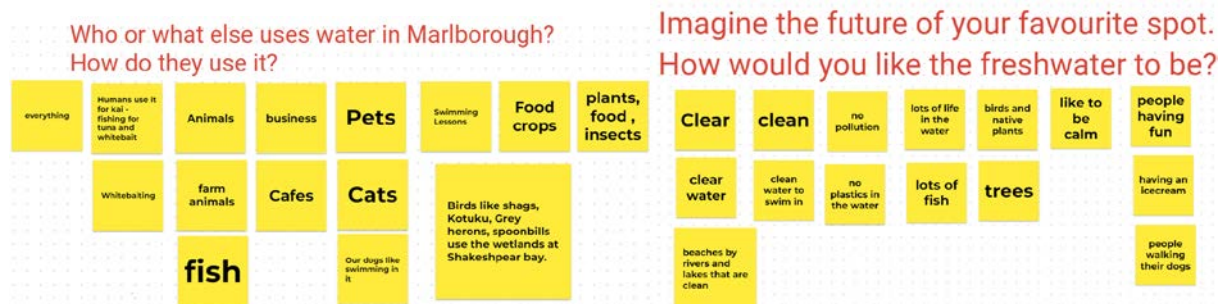 Who or what else uses water in Marlborough?
How do they use it?
everything
Humans use it
for kai -
fishing for
tuna and
whitebait
Animals
business
Pets
Swimming
Lessons
Food
crops
plants,
food ,
insects
Whitebaiting
farm
animals
Cafes
Cats
Birds like shags,
Kotuku, Grey
herons, spoonbills
use the wetlands at
Shakeshpear bay.
fish
Our dogs like
swimming in
it
Imagine the future of your favourite spot.
How would you like the freshwater to be?
Clear
clean
no
pollution
lots of life
in the
water
birds and
native
plants
like to
be
calm
people
having
fun
clear
water
clean
water to
swim in
no
plastics in
the water
lots of
fish
trees
having an
icecream
beaches by
rivers and
lakes that are
clean
people
walking
their dogs